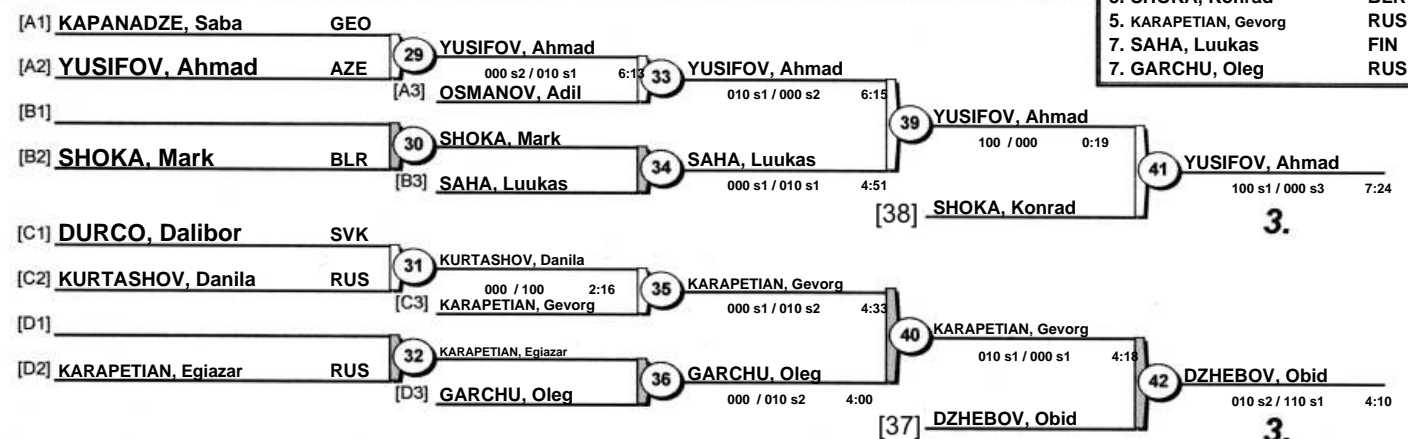 5. KARAPETIAN, Gevorg RUS
7. SAHA, Luukas FIN
7. GARCHU, Oleg RUS
[A1] KAPANADZE, Saba GEO
29
YUSIFOV, Ahmad
[A2] YUSIFOV, Ahmad AZE
000 s2 / 010 s1 6:13
[A3] OSMANOV, Adil
33
YUSIFOV, Ahmad
010 s1 / 000 s2 6:15
[B1]
30
SHOKA, Mark
[B2] SHOKA, Mark BLR
[B3] SAHA, Luukas
34
SAHA, Luukas
000 s1 / 010 s1 4:51
39
YUSIFOV, Ahmad
100 / 000 0:19
[38] SHOKA, Konrad
41
YUSIFOV, Ahmad
100 s1 / 000 s3 7:24
3.
[C1] DURCO, Dalibor SVK
31
KURTASHOV, Danila
[C2] KURTASHOV, Danila RUS
000 / 100 2:16
[C3] KARAPETIAN, Gevorg
35
KARAPETIAN, Gevorg
000 s1 / 010 s2 4:33
[D1]
32
KARAPETIAN, Egiazar
[D2] KARAPETIAN, Egiazar RUS
[D3] GARCHU, Oleg
36
GARCHU, Oleg
000 / 010 s2 4:00
40
KARAPETIAN, Gevorg
010 s1 / 000 s1 4:18
[37] DZHEBOV, Obid
42
DZHEBOV, Obid
010 s2 / 110 s1 4:10
3.